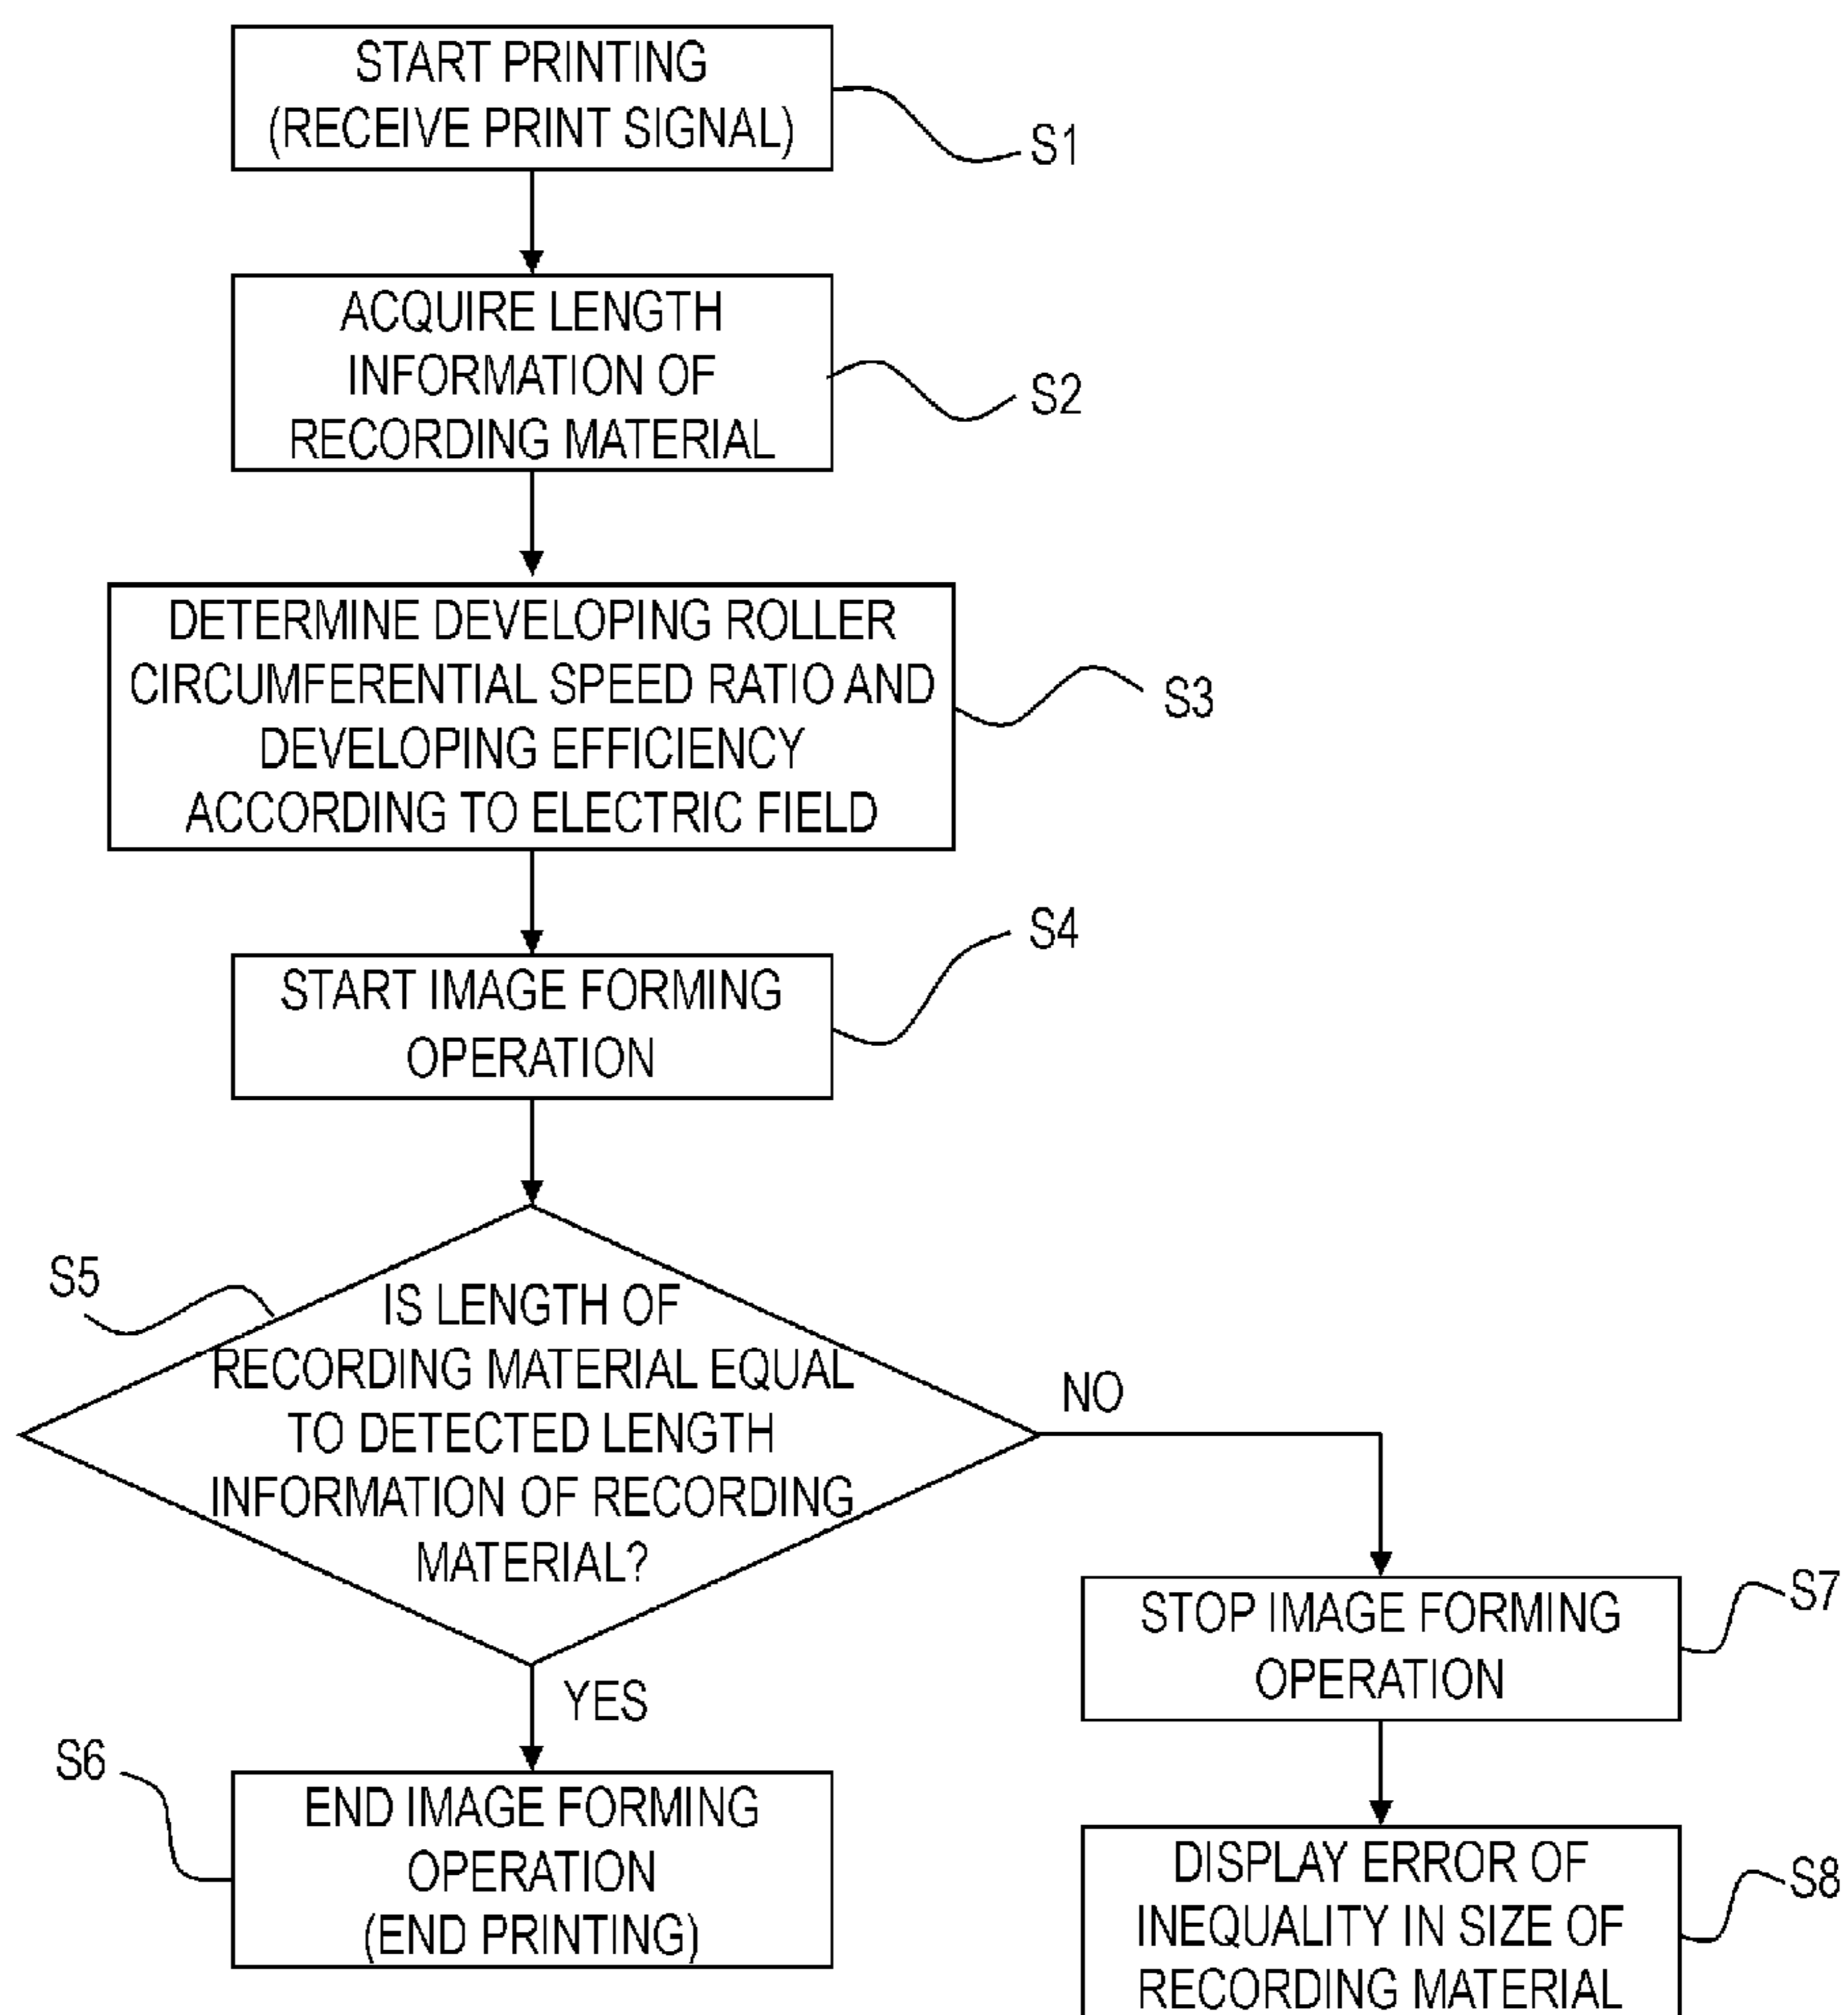 START PRINTING
(RECEIVE PRINT SIGNAL)
S1
ACQUIRE LENGTH
INFORMATION OF
RECORDING MATERIAL
S2
DETERMINE DEVELOPING ROLLER
CIRCUMFERENTIAL SPEED RATIO AND
DEVELOPING EFFICIENCY
ACCORDING TO ELECTRIC FIELD
S3
START IMAGE FORMING
OPERATION
S4
S5
IS LENGTH OF
RECORDING MATERIAL EQUAL
TO DETECTED LENGTH
INFORMATION OF RECORDING
MATERIAL?
NO
YES
S6
END IMAGE FORMING
OPERATION
(END PRINTING)
STOP IMAGE FORMING
OPERATION
S7
DISPLAY ERROR OF
INEQUALITY IN SIZE OF
RECORDING MATERIAL
S8